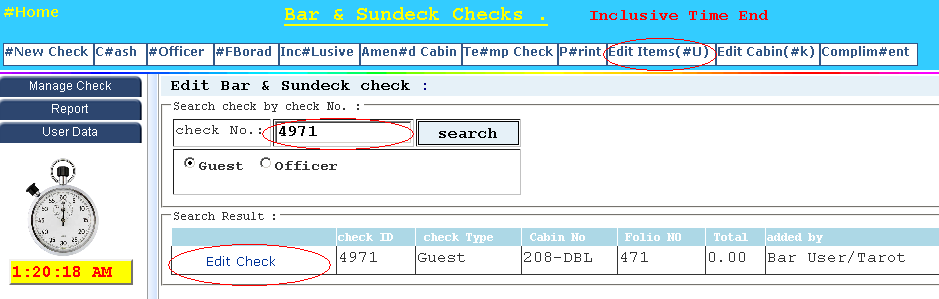 #Home
Bar & Sundeck Checks .
Inclusive Time End
#New Check C#ash #Officer #FBorad Inc#Lusive Amen#d Cabin Te#mp Check P#rint Edit Items(#U) Edit Cabin(#k) Complim#ent
Manage Check
Report
User Data
1:20:18 AM
Edit Bar & Sundeck check :
Search check by check No. :
check No.: 4971 search
Guest Officer
Search Result :
check ID check Type Cabin No Folio NO Total added by
Edit Check 4971 Guest 208-DBL 471 0.00 Bar User/Tarot